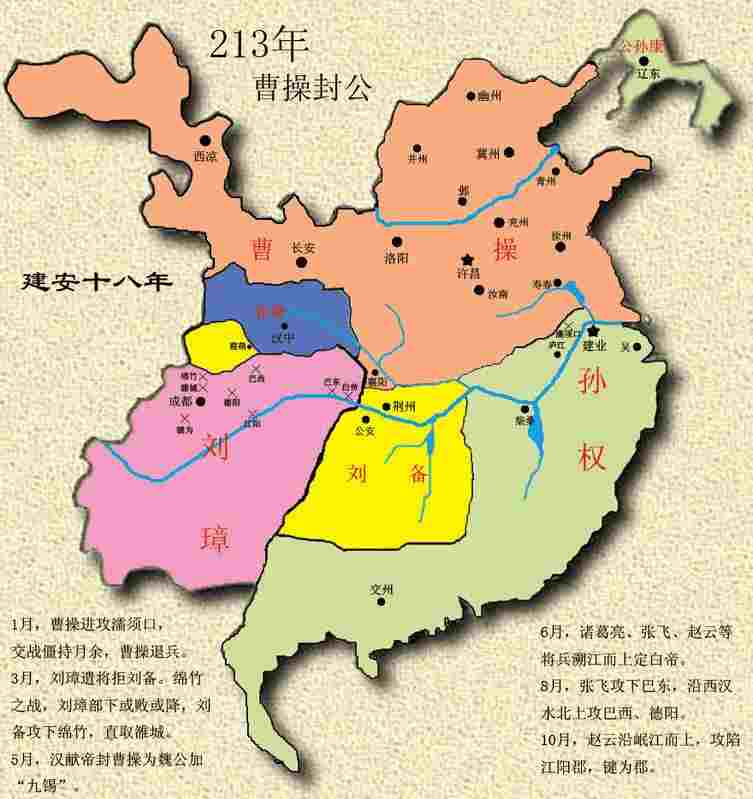 213年
曹操封公
公孙康
辽东
幽州
西凉
并州
冀州
青州
邺
兖州
徐州
曹
操
长安
洛阳
许昌
建安十八年
汝南
寿春
汉中
濡须口
建业
庐江
吴
绵竹
巴西
襄阳
孙
巴东
白帝
雒城
成都
德阳
荆州
柴桑
江阳
公安
犍为
刘
刘
备
权
璋
交州
1月，曹操进攻濡须口，
交战僵持月余，曹操退兵。
3月，刘璋遣将拒刘备。绵竹
之战，刘璋部下或败或降，刘
备攻下绵竹，直取雒城。
5月，汉献帝封曹操为魏公加
“九锡”。
6月，诸葛亮、张飞、赵云等
将兵溯江而上定白帝。
8月，张飞攻下巴东，沿西汉
水北上攻巴西、德阳。
10月，赵云沿岷江而上，攻陷
江阳郡，键为郡。